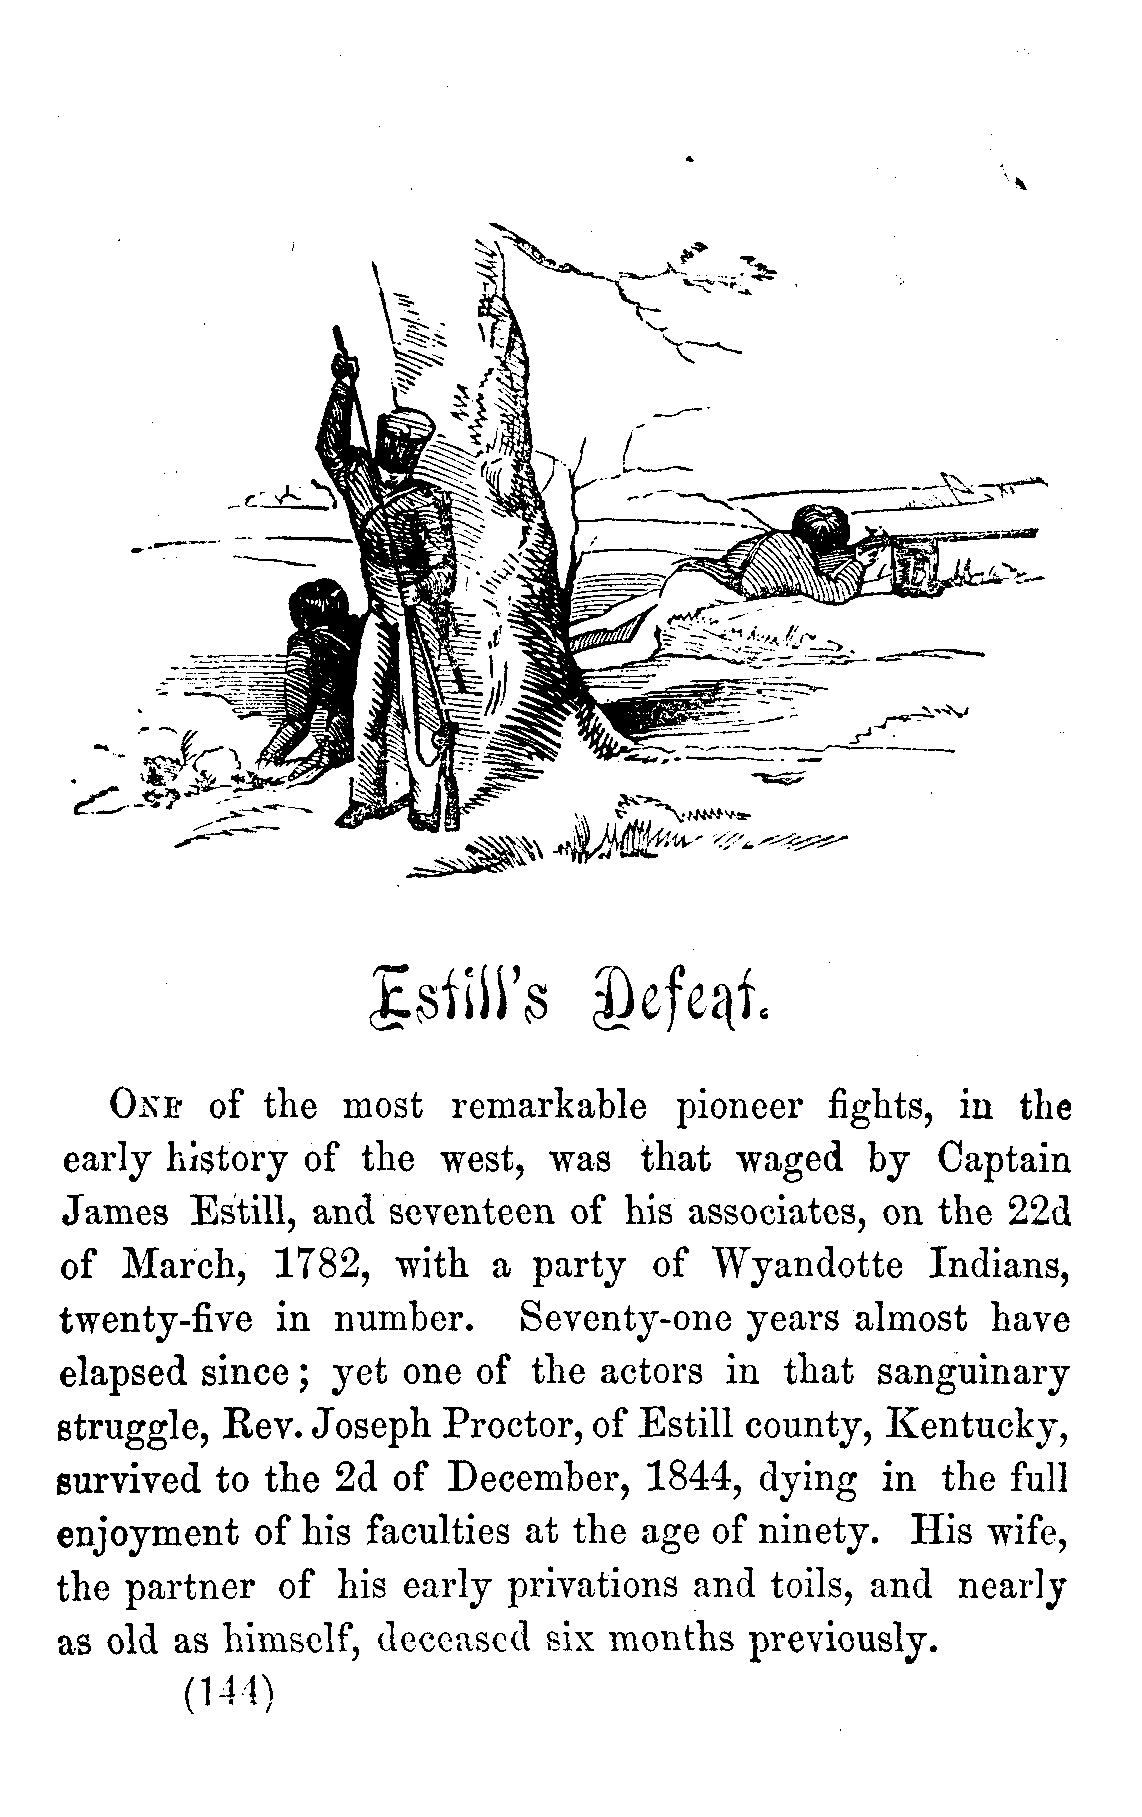 Estill's Defeat.
ONE of the most remarkable pioneer fights, in the
early history of the west, was that waged by Captain
James Estill, and seventeen of his associates, on the 22d
of March, 1782, with a party of Wyandotte Indians,
twenty-five in number. Seventy-one years almost have
elapsed since; yet one of the actors in that sanguinary
struggle, Rev. Joseph Proctor, of Estill county, Kentucky,
survived to the 2d of December, 1844, dying in the full
enjoyment of his faculties at the age of ninety. His wife,
the partner of his early privations and toils, and nearly
as old as himself, deceased six months previously.
(144)